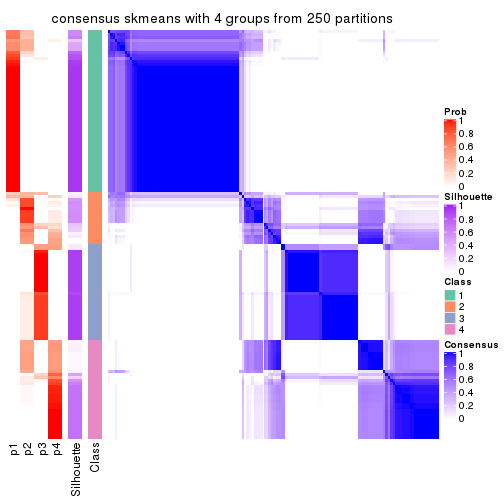 consensus skmeans with 4 groups from 250 partitions
Prob
1
0.8
0.6
0.4
0.2
0
Silhouette
1
0.8
0.6
0.4
0.2
0
Class
1
2
3
4
Consensus
1
0.8
0.6
0.4
0.2
0
p1
p2
p3
p4
Silhouette
Class